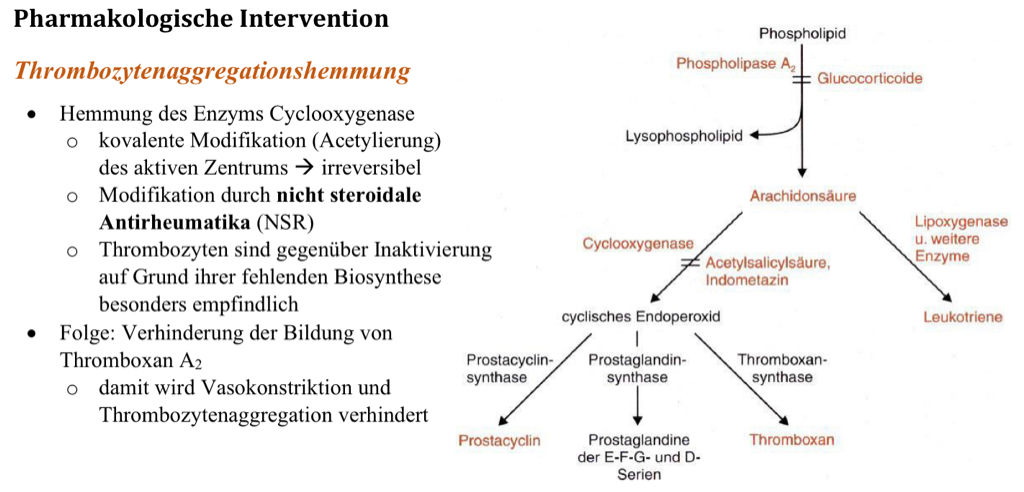 Pharmakologische Intervention
Thrombozytenaggregationshemmung
• Hemmung des Enzyms Cyclooxygenase
o kovalente Modifikation (Acetylierung)
des aktiven Zentrums → irreversibel
o Modifikation durch nicht steroidale
Antirheumatika (NSR)
o Thrombozyten sind gegenüber Inaktivierung
auf Grund ihrer fehlenden Biosynthese
besonders empfindlich
• Folge: Verhinderung der Bildung von
Thromboxan A₂
o damit wird Vasokonstriktion und
Thrombozytenaggregation verhindert
Phospholipid
Phospholipase A₂
Glucocorticoide
Lysophospholipid
Arachidonsäure
Cyclooxygenase
Acetylsalicylsäure,
Indometazin
Lipoxygenase
u. weitere
Enzyme
cyclisches Endoperoxid
Leukotriene
Prostacyclin-
synthase
Prostaglandin-
synthase
Thromboxan-
synthase
Prostacyclin
Prostaglandine
der E-F-G- und D-
Serien
Thromboxan